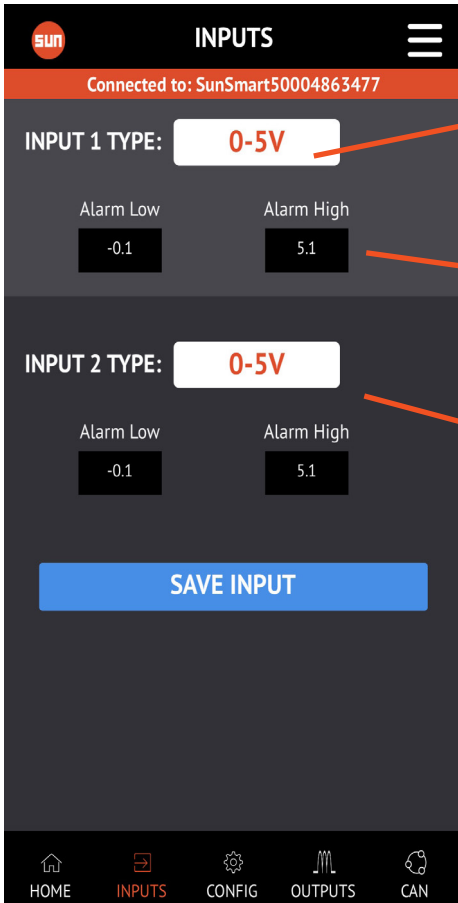 sun
INPUTS
Connected to: SunSmart50004863477
INPUT 1 TYPE: 0-5V
Alarm Low Alarm High
-0.1 5.1
INPUT 2 TYPE: 0-5V
Alarm Low Alarm High
-0.1 5.1
SAVE INPUT
HOME INPUTS CONFIG OUTPUTS CAN